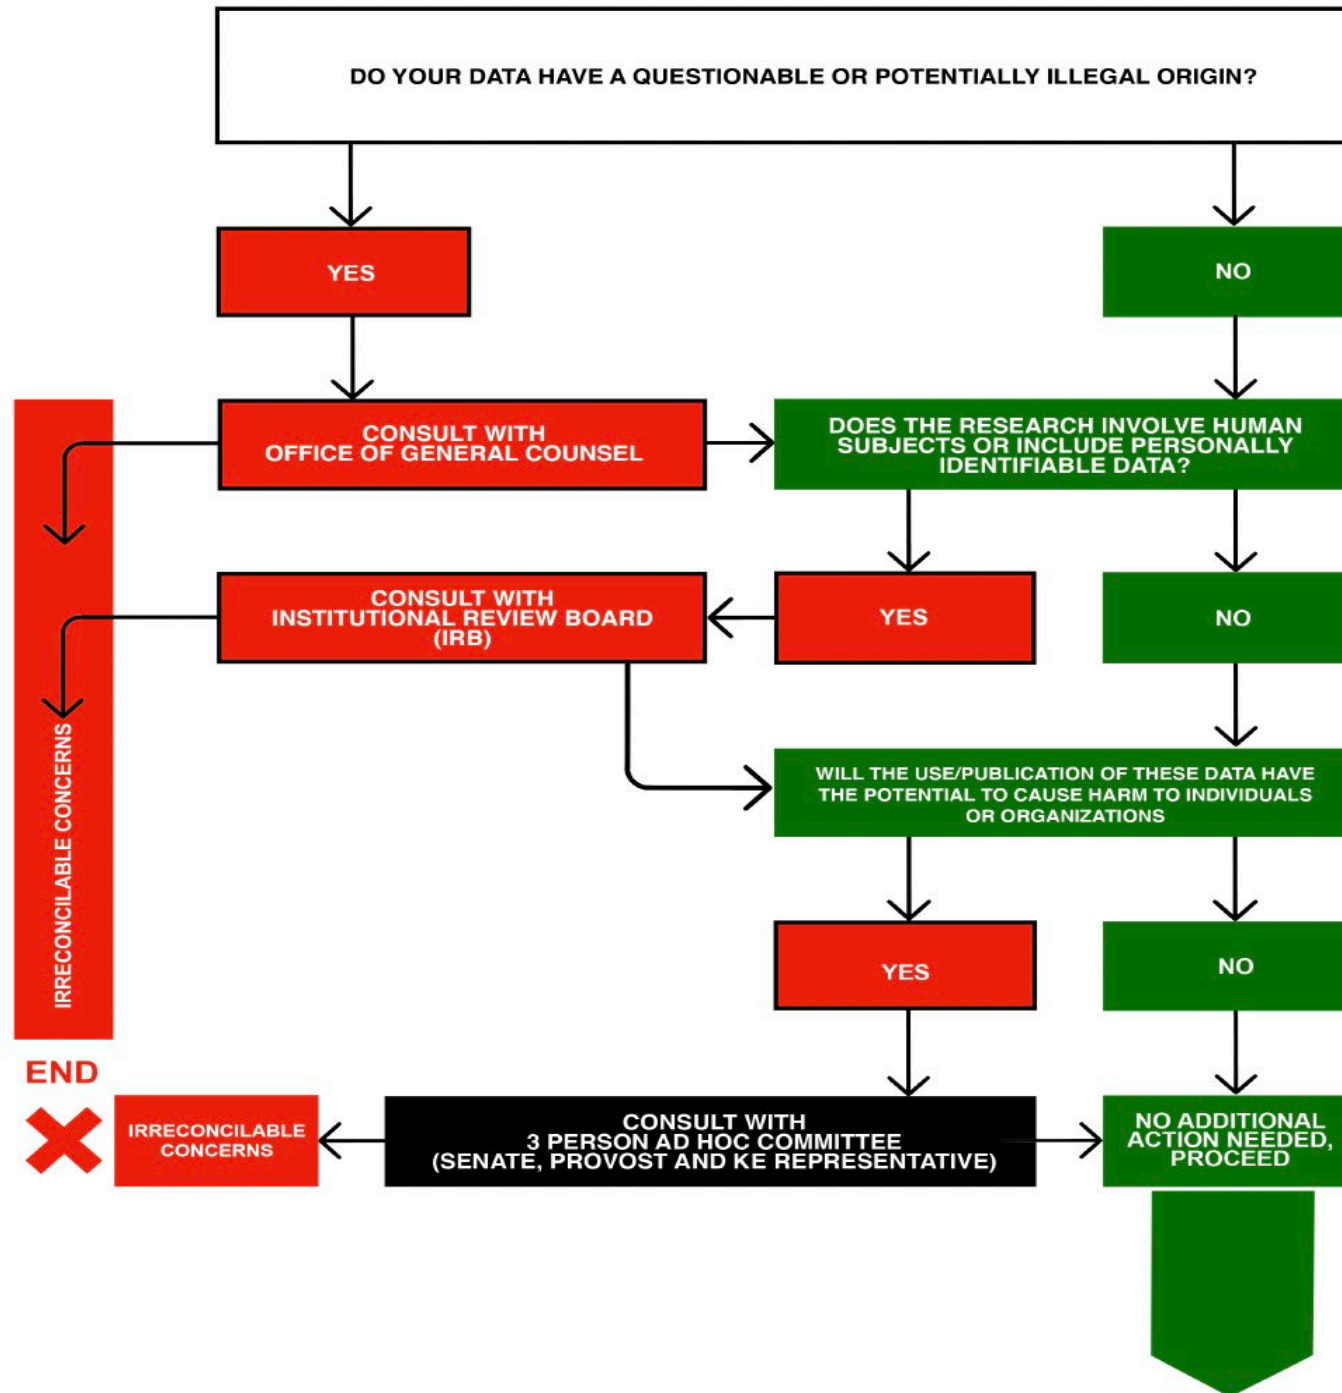 DO YOUR DATA HAVE A QUESTIONABLE OR POTENTIALLY ILLEGAL ORIGIN?
YES
NO
CONSULT WITH
OFFICE OF GENERAL COUNSEL
DOES THE RESEARCH INVOLVE HUMAN
SUBJECTS OR INCLUDE PERSONALLY
IDENTIFIABLE DATA?
CONSULT WITH
INSTITUTIONAL REVIEW BOARD
(IRB)
YES
NO
IRRECONCILABLE CONCERNS
WILL THE USE/PUBLICATION OF THESE DATA HAVE
THE POTENTIAL TO CAUSE HARM TO INDIVIDUALS
OR ORGANIZATIONS
YES
NO
END
IRRECONCILABLE
CONCERNS
CONSULT WITH
3 PERSON AD HOC COMMITTEE
(SENATE, PROVOST AND KE REPRESENTATIVE)
NO ADDITIONAL
ACTION NEEDED,
PROCEED